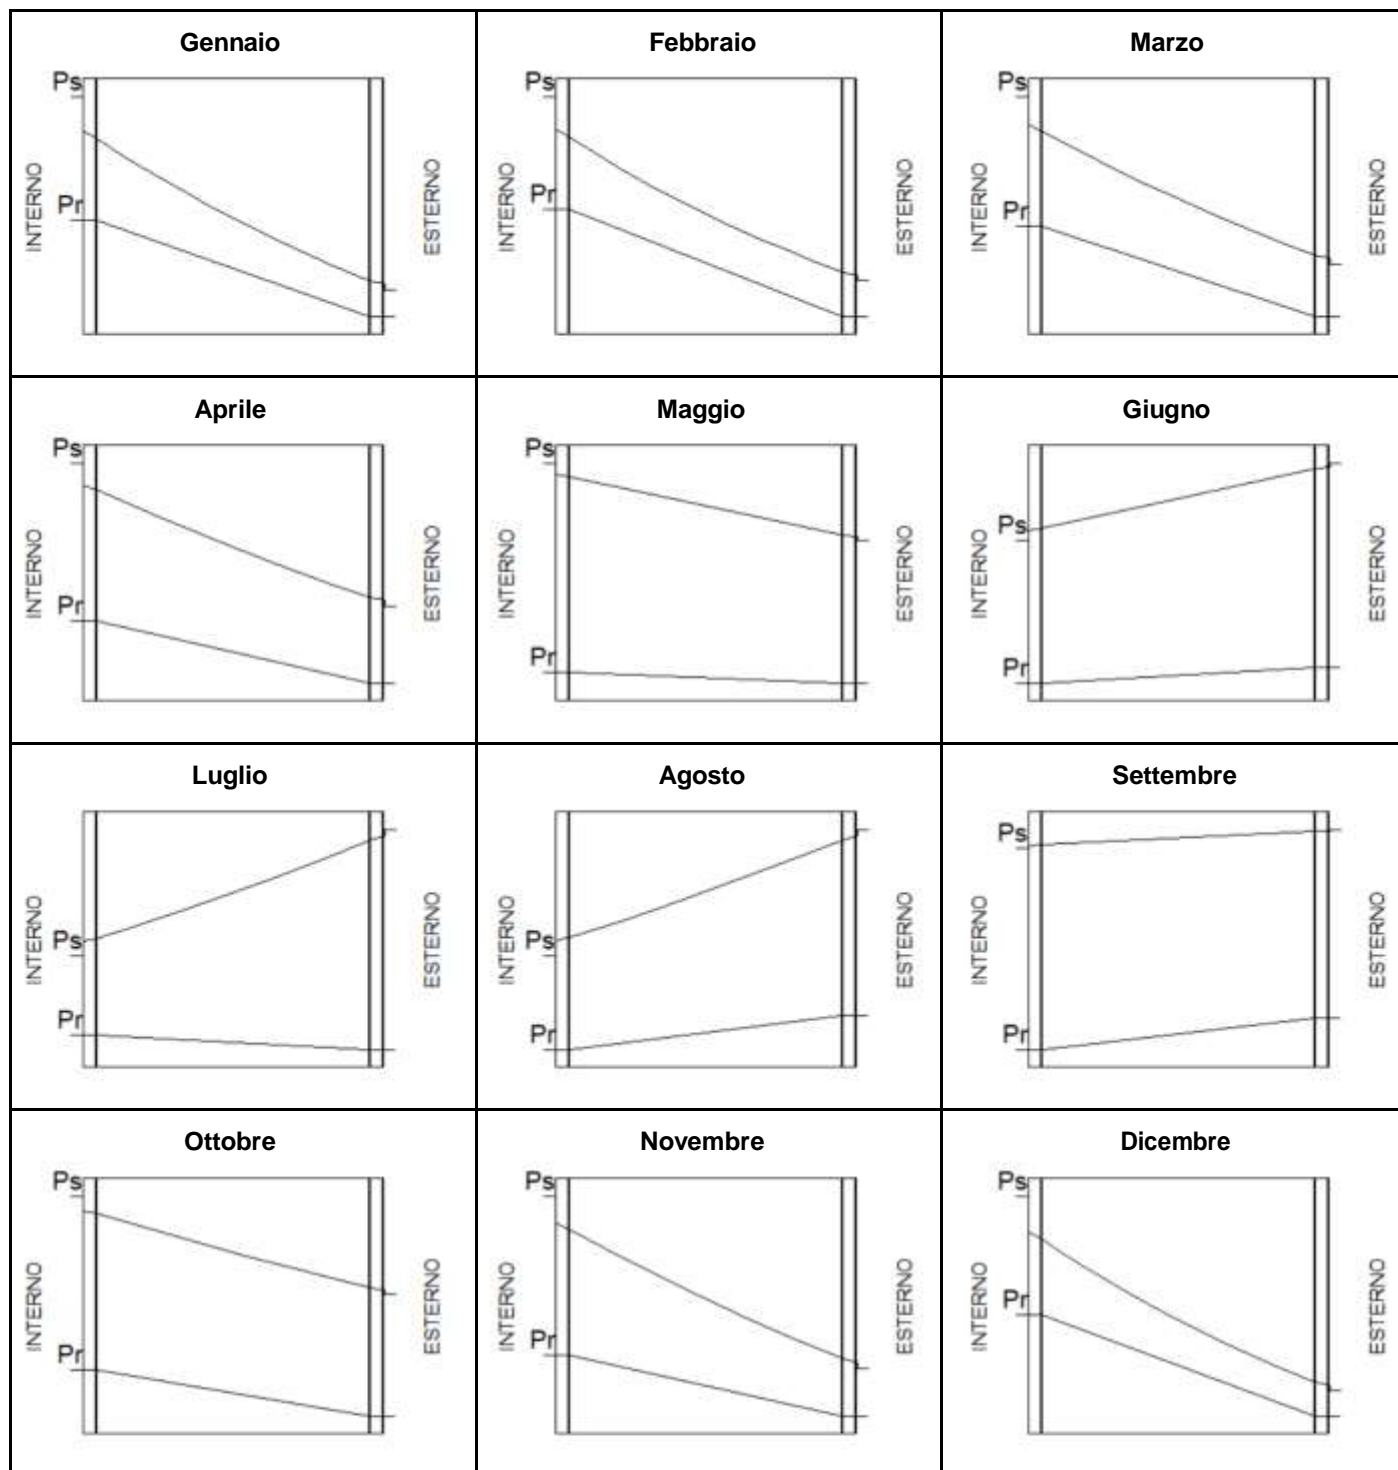 Gennaio
Febbraio
Marzo
Ps
Pr
INTERNO
ESTERNO
Ps
Pr
INTERNO
ESTERNO
Ps
Pr
INTERNO
ESTERNO
Aprile
Maggio
Giugno
Ps
Pr
INTERNO
ESTERNO
Ps
Pr
INTERNO
ESTERNO
Ps
Pr
INTERNO
ESTERNO
Luglio
Agosto
Settembre
Ps
Pr
INTERNO
ESTERNO
Ps
Pr
INTERNO
ESTERNO
Ps
Pr
INTERNO
ESTERNO
Ottobre
Novembre
Dicembre
Ps
Pr
INTERNO
ESTERNO
Ps
Pr
INTERNO
ESTERNO
Ps
Pr
INTERNO
ESTERNO